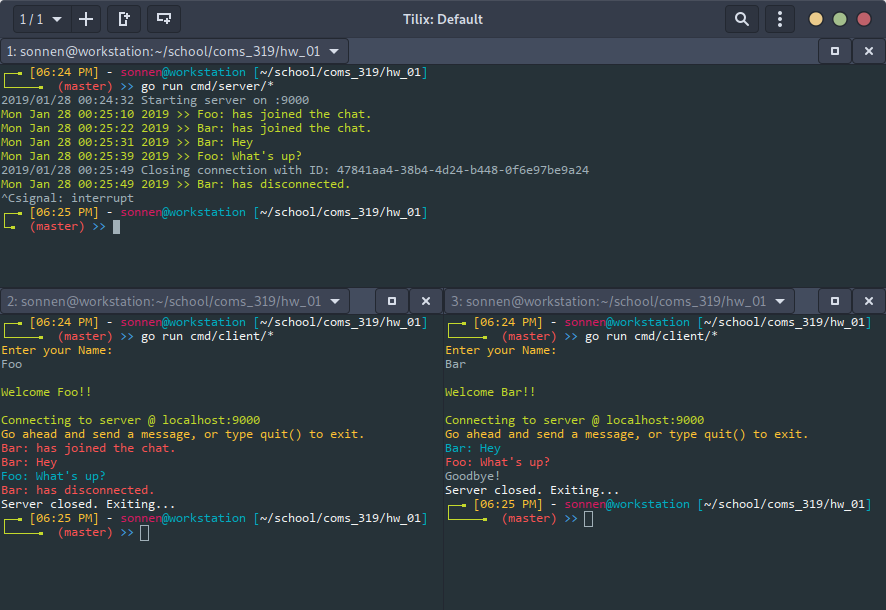 1 / 1
Tilix: Default
1: sonnen@workstation:~/school/coms_319/hw_01
[06:24 PM] - sonnen@workstation [~/school/coms_319/hw_01]
(master) >> go run cmd/server/*
2019/01/28 00:24:32 Starting server on :9000
Mon Jan 28 00:25:10 2019 >> Foo: has joined the chat.
Mon Jan 28 00:25:22 2019 >> Bar: has joined the chat.
Mon Jan 28 00:25:31 2019 >> Bar: Hey
Mon Jan 28 00:25:39 2019 >> Foo: What's up?
2019/01/28 00:25:49 Closing connection with ID: 47841aa4-38b4-4d24-b448-0f6e97be9a24
Mon Jan 28 00:25:49 2019 >> Bar: has disconnected.
^Csignal: interrupt
[06:25 PM] - sonnen@workstation [~/school/coms_319/hw_01]
(master) >>
2: sonnen@workstation:~/school/coms_319/hw_01
[06:24 PM] - sonnen@workstation [~/school/coms_319/hw_01]
(master) >> go run cmd/client/*
Enter your Name:
Foo
Welcome Foo!!
Connecting to server @ localhost:9000
Go ahead and send a message, or type quit() to exit.
Bar: has joined the chat.
Bar: Hey
Foo: What's up?
Bar: has disconnected.
Server closed. Exiting...
[06:25 PM] - sonnen@workstation [~/school/coms_319/hw_01]
(master) >>
3: sonnen@workstation:~/school/coms_319/hw_01
[06:24 PM] - sonnen@workstation [~/school/coms_319/hw_01]
(master) >> go run cmd/client/*
Enter your Name:
Bar
Welcome Bar!!
Connecting to server @ localhost:9000
Go ahead and send a message, or type quit() to exit.
Bar: Hey
Foo: What's up?
Goodbye!
Server closed. Exiting...
[06:25 PM] - sonnen@workstation [~/school/coms_319/hw_01]
(master) >>